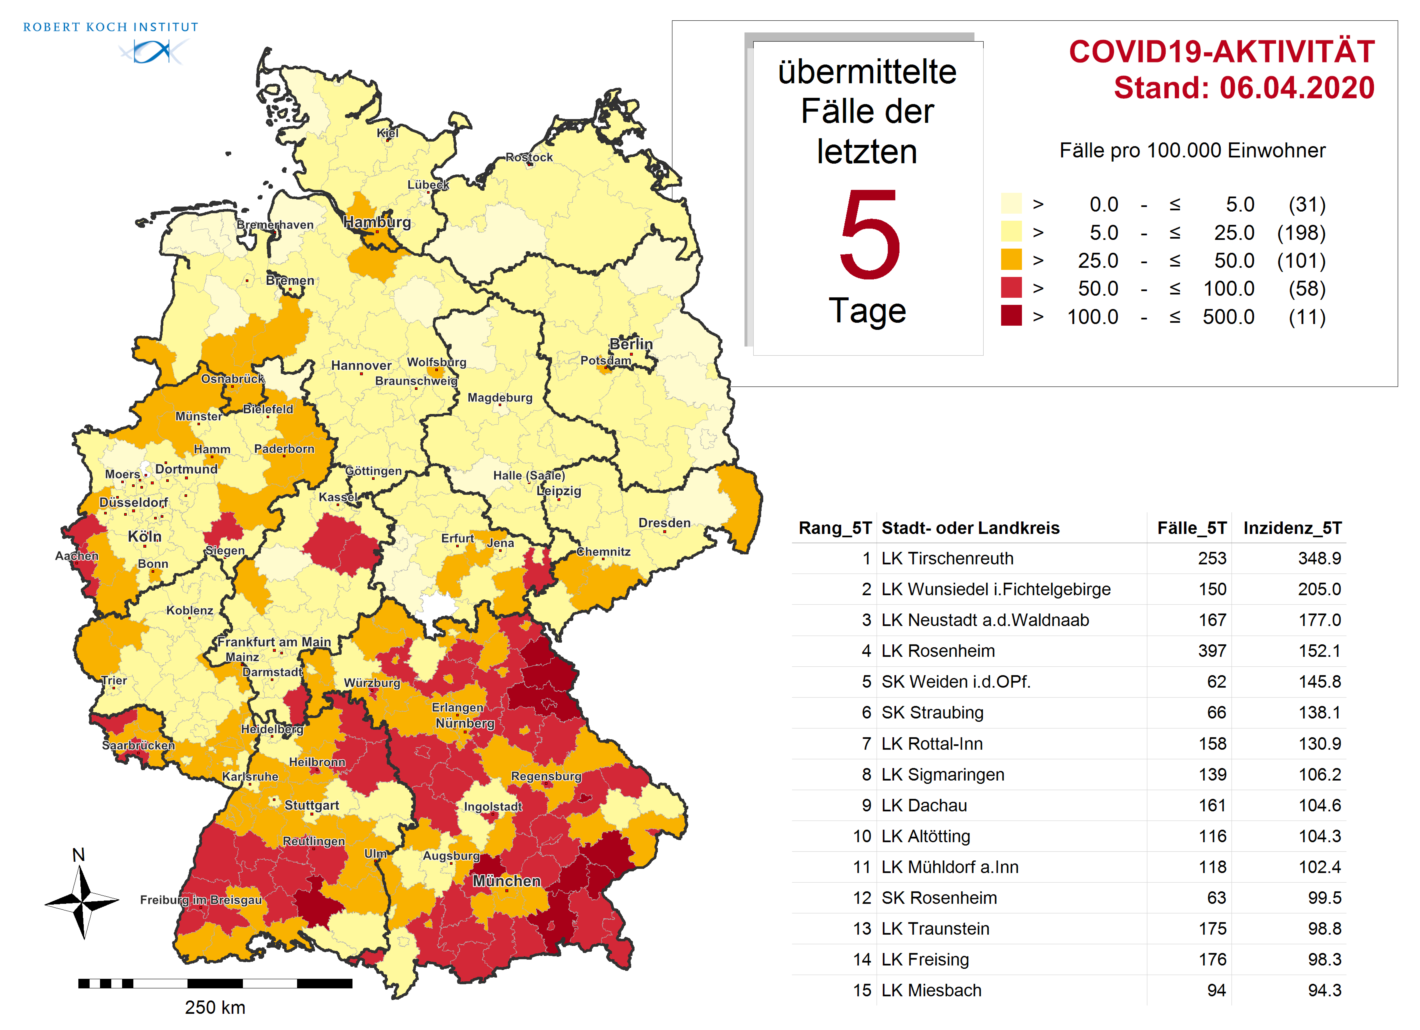 ROBERT KOCH INSTITUT
übermittelte
Fälle der
letzten
5
Tage
COVID19-AKTIVITÄT
Stand: 06.04.2020
Fälle pro 100.000 Einwohner
> 0.0 - ≤ 5.0 (31)
> 5.0 - ≤ 25.0 (198)
> 25.0 - ≤ 50.0 (101)
> 50.0 - ≤ 100.0 (58)
> 100.0 - ≤ 500.0 (11)
Kiel
Rostock
Lübeck
Hamburg
Bremerhaven
Bremen
Berlin
Potsdam
Hannover
Wolfsburg
Braunschweig
Osnabrück
Magdeburg
Münster
Bielefeld
Hamm
Paderborn
Moers
Dortmund
Göttingen
Halle (Saale)
Leipzig
Düsseldorf
Kassel
Dresden
Köln
Erfurt
Jena
Chemnitz
Aachen
Siegen
Bonn
Koblenz
Frankfurt am Main
Mainz
Darmstadt
Trier
Würzburg
Erlangen
Nürnberg
Heidelberg
Saarbrücken
Heilbronn
Karlsruhe
Regensburg
Stuttgart
Ingolstadt
Reutlingen
Ulm
Augsburg
München
Freiburg im Breisgau
N
250 km
Rang_5T Stadt- oder Landkreis Fälle_5T Inzidenz_5T
1 LK Tirschenreuth 253 348.9
2 LK Wunsiedel i.Fichtelgebirge 150 205.0
3 LK Neustadt a.d.Waldnaab 167 177.0
4 LK Rosenheim 397 152.1
5 SK Weiden i.d.OPf. 62 145.8
6 SK Straubing 66 138.1
7 LK Rottal-Inn 158 130.9
8 LK Sigmaringen 139 106.2
9 LK Dachau 161 104.6
10 LK Altötting 116 104.3
11 LK Mühldorf a.Inn 118 102.4
12 SK Rosenheim 63 99.5
13 LK Traunstein 175 98.8
14 LK Freising 176 98.3
15 LK Miesbach 94 94.3